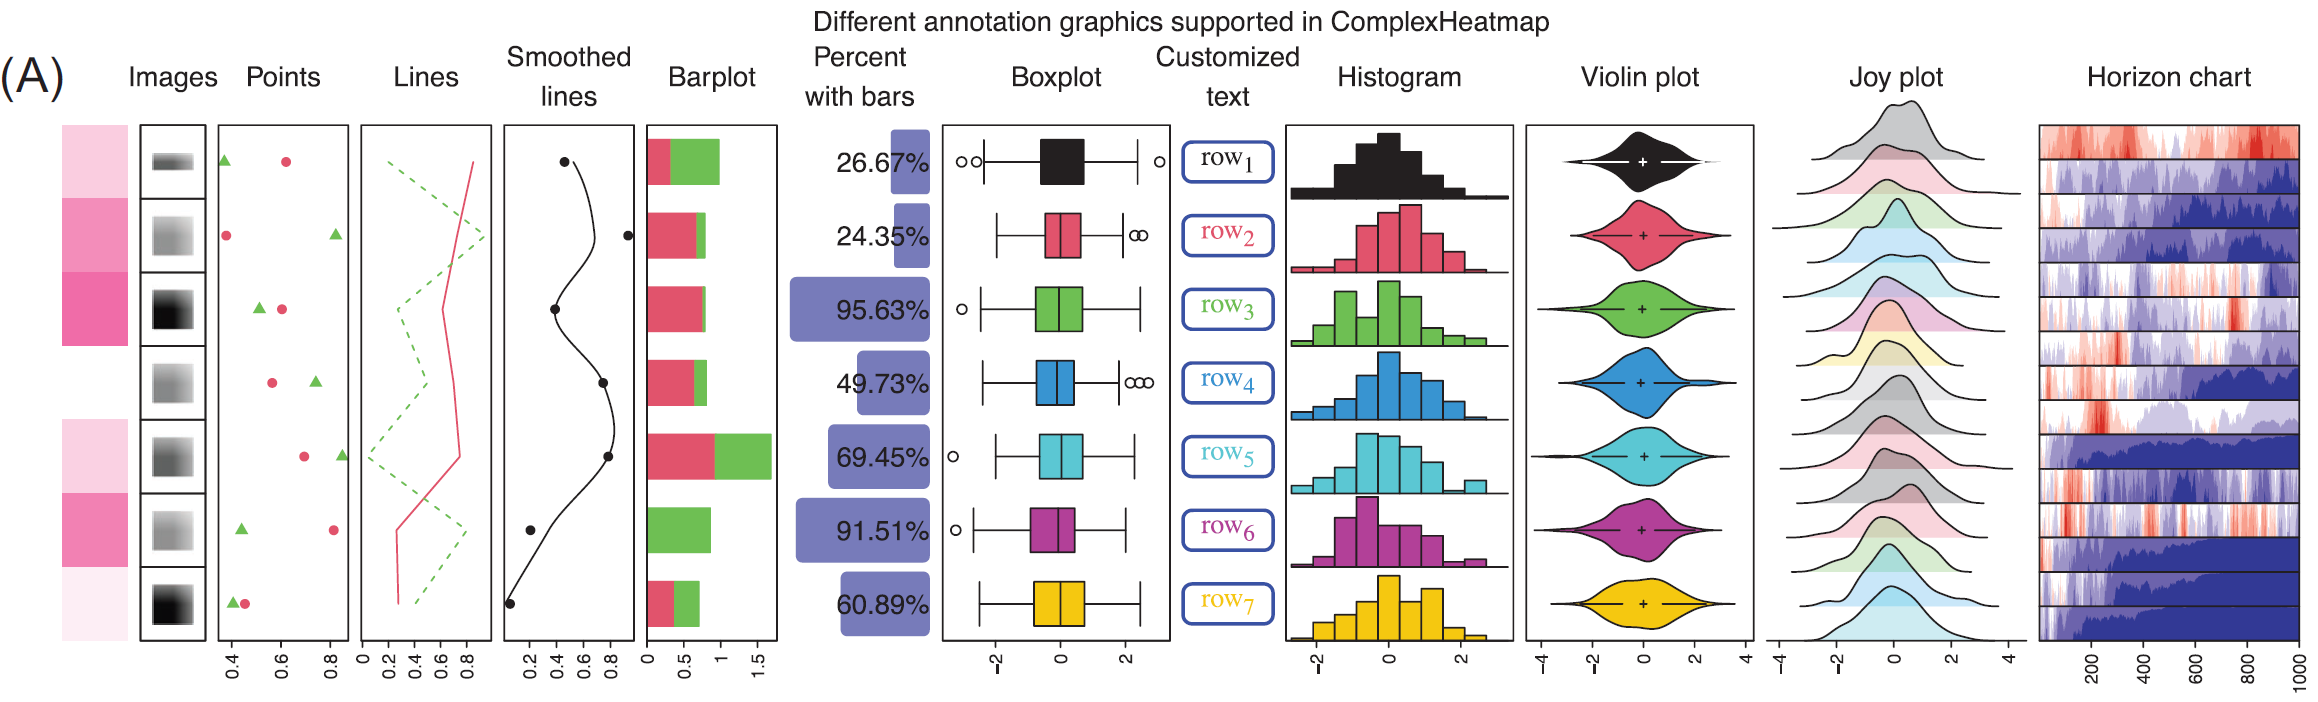 Different annotation graphics supported in ComplexHeatmap
(A)
Images
Points
Lines
Smoothed
lines
Barplot
Percent
with bars
Boxplot
Customized
text
Histogram
Violin plot
Joy plot
Horizon chart
26.67%
row1
24.35%
row2
95.63%
row3
49.73%
row4
69.45%
row5
91.51%
row6
60.89%
row7
0.4 0.6 0.8
0 0.2 0.4 0.6 0.8
0.2 0.4 0.6 0.8
0 0.5 1 1.5
−2 0 2
−2 0 2
−4 −2 0 2 4
−4 −2 0 2 4
200 400 600 800 1000